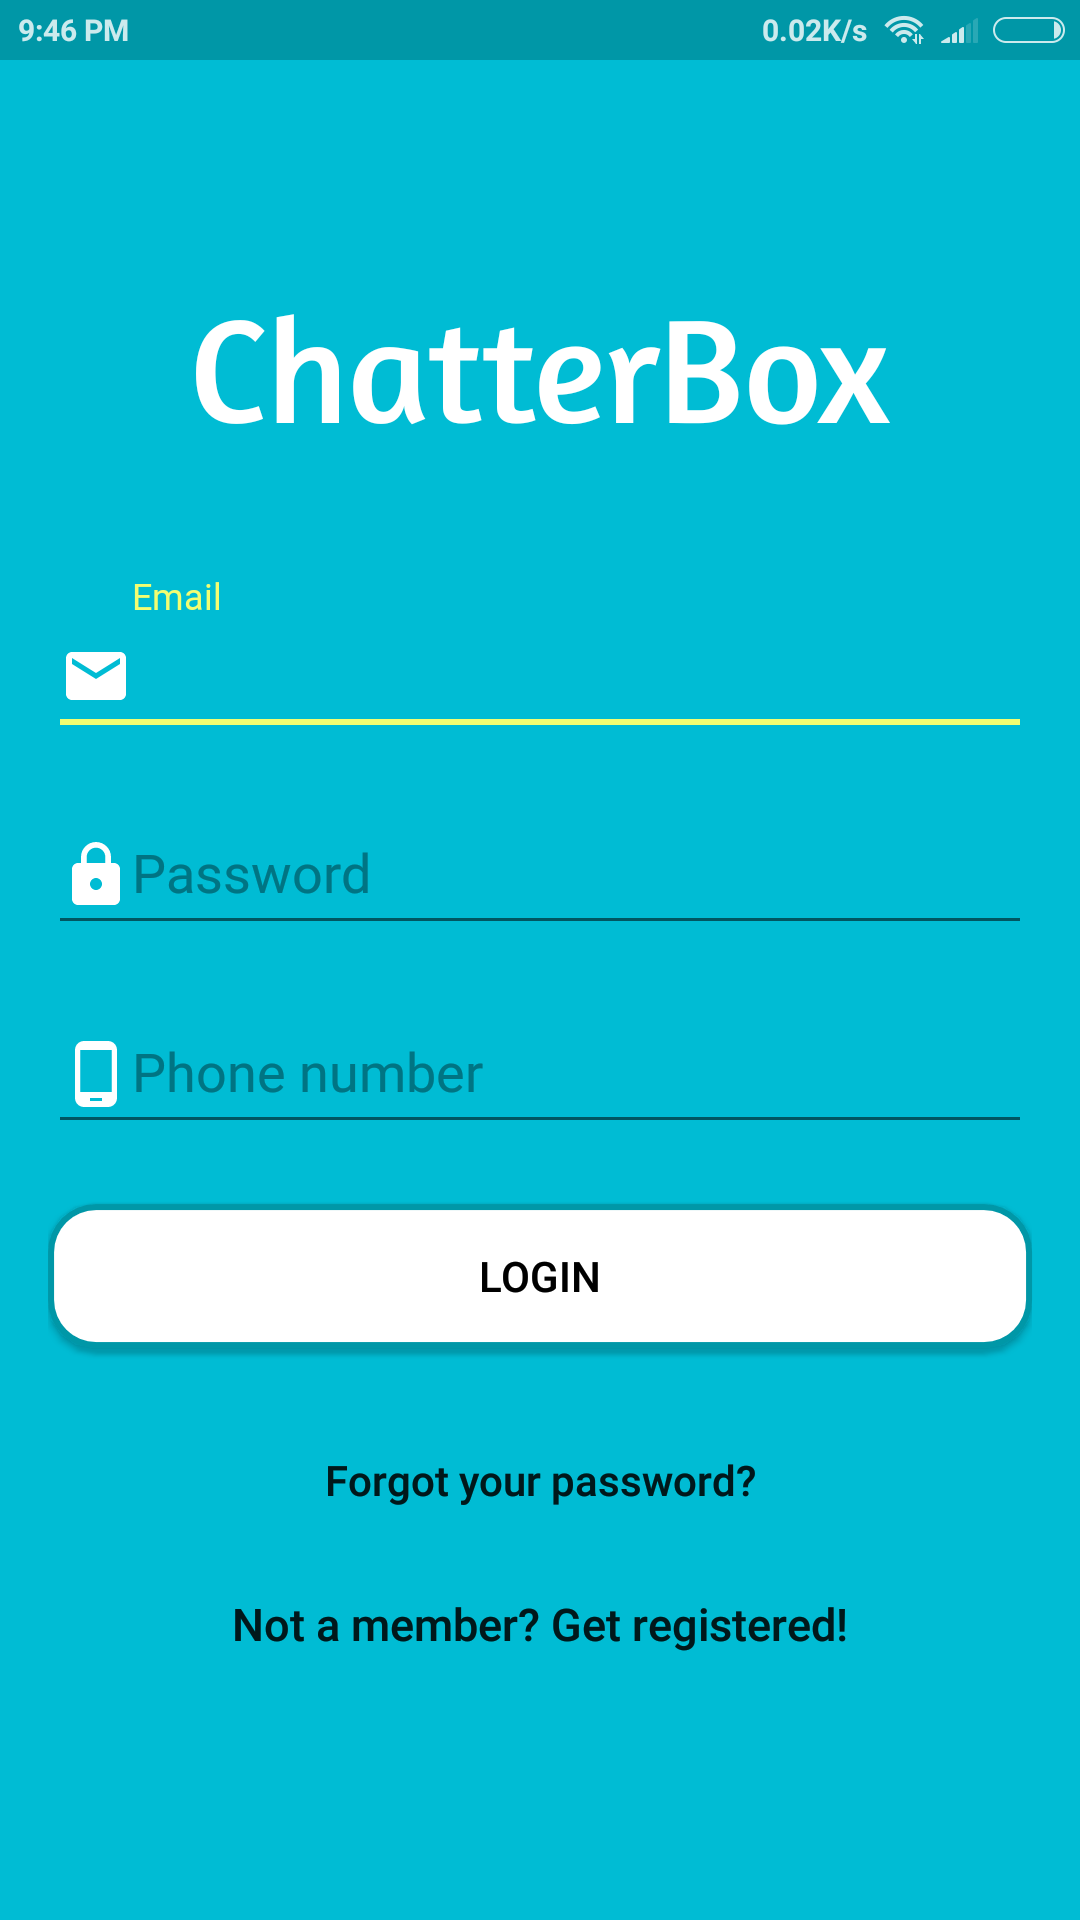 9:46 PM 0.02K/s
ChatterBox
Email
Password
Phone number
LOGIN
Forgot your password?
Not a member? Get registered!